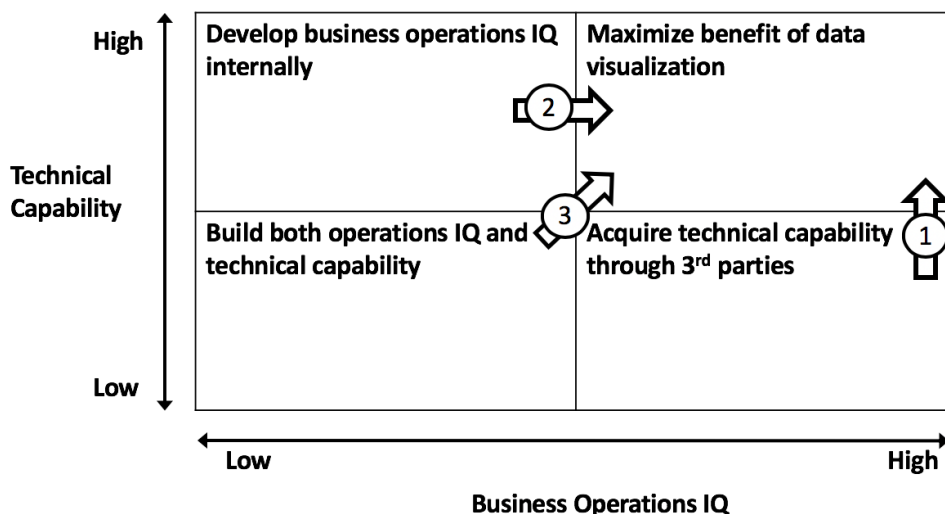 High
Develop business operations IQ
internally
Maximize benefit of data
visualization
2
Technical
Capability
3
Build both operations IQ and
technical capability
Acquire technical capability
through 3rd parties
1
Low
Low
High
Business Operations IQ